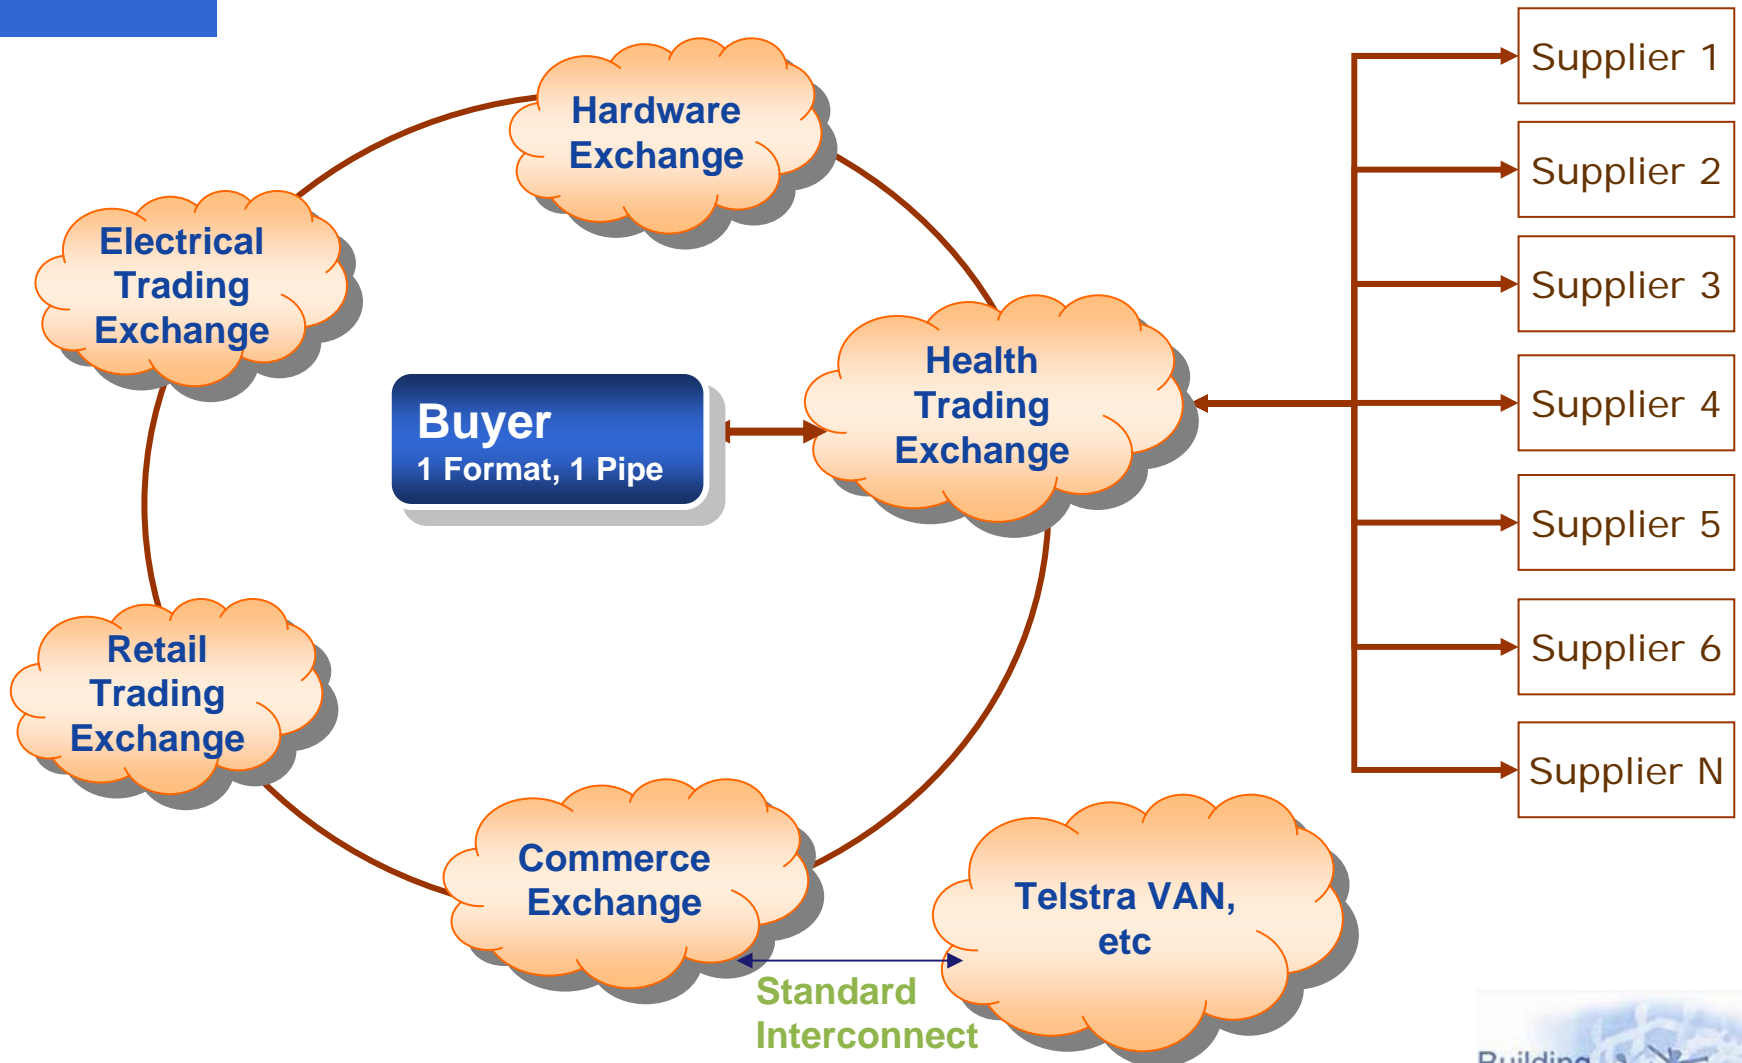 Hardware
Exchange
Electrical
Trading
Exchange
Health
Trading
Exchange
Buyer
1 Format, 1 Pipe
Retail
Trading
Exchange
Commerce
Exchange
Telstra VAN,
etc
Standard
Interconnect
Supplier 1
Supplier 2
Supplier 3
Supplier 4
Supplier 5
Supplier 6
Supplier N
Building